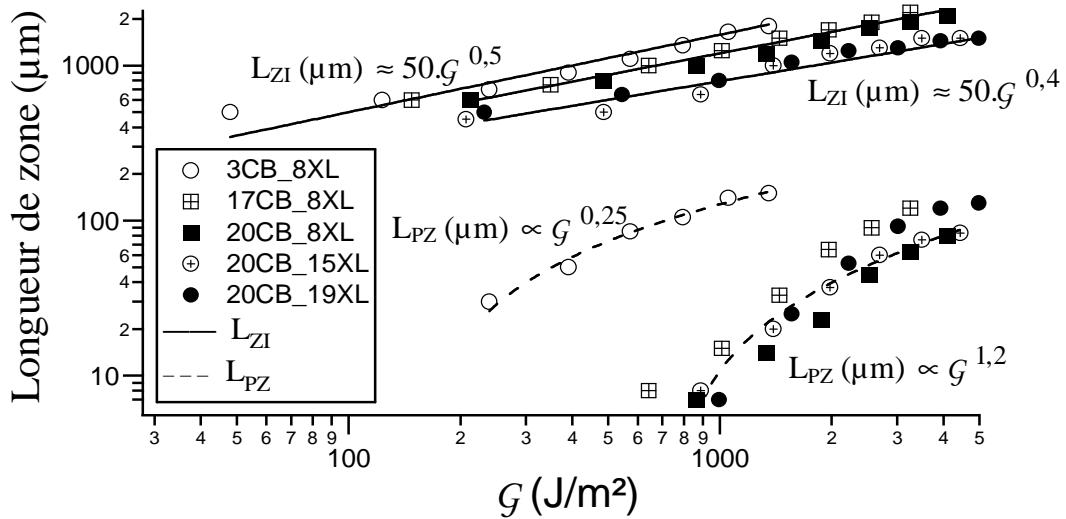 Longueur de zone (µm)
2
1000
6
4
2
100
6
4
2
10
L_ZI (µm) ≈ 50.𝒢^0,5
L_ZI (µm) ≈ 50.𝒢^0,4
3CB_8XL
17CB_8XL
20CB_8XL
20CB_15XL
20CB_19XL
L_ZI
L_PZ
L_PZ (µm) ∝ 𝒢^0,25
L_PZ (µm) ∝ 𝒢^1,2
3 4 5 6 7 8 9 2 3 4 5 6 7 8 9 2 3 4 5
100 1000
𝒢 (J/m²)